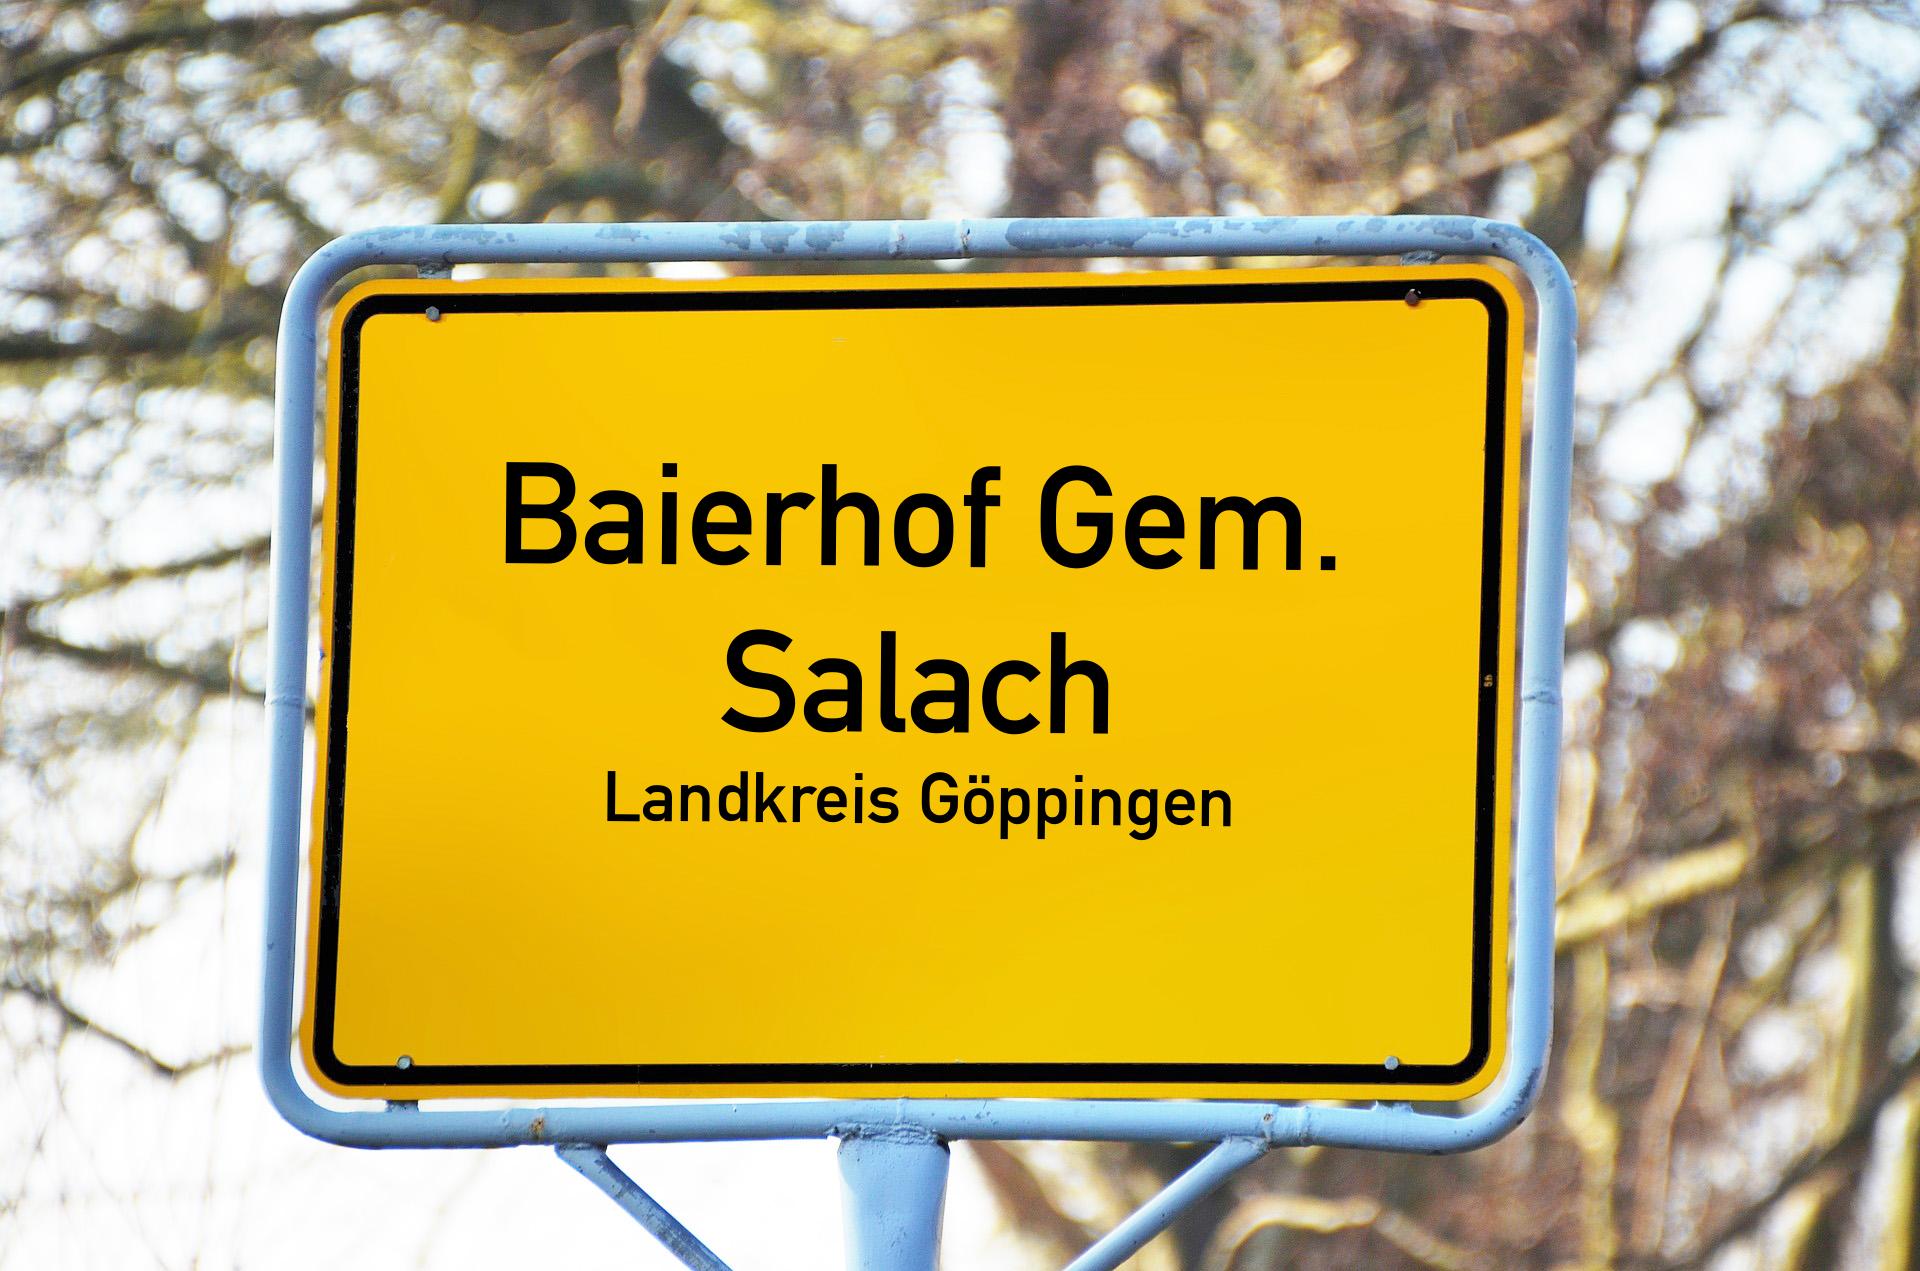 Baierhof Gem.
Salach
Landkreis Göppingen